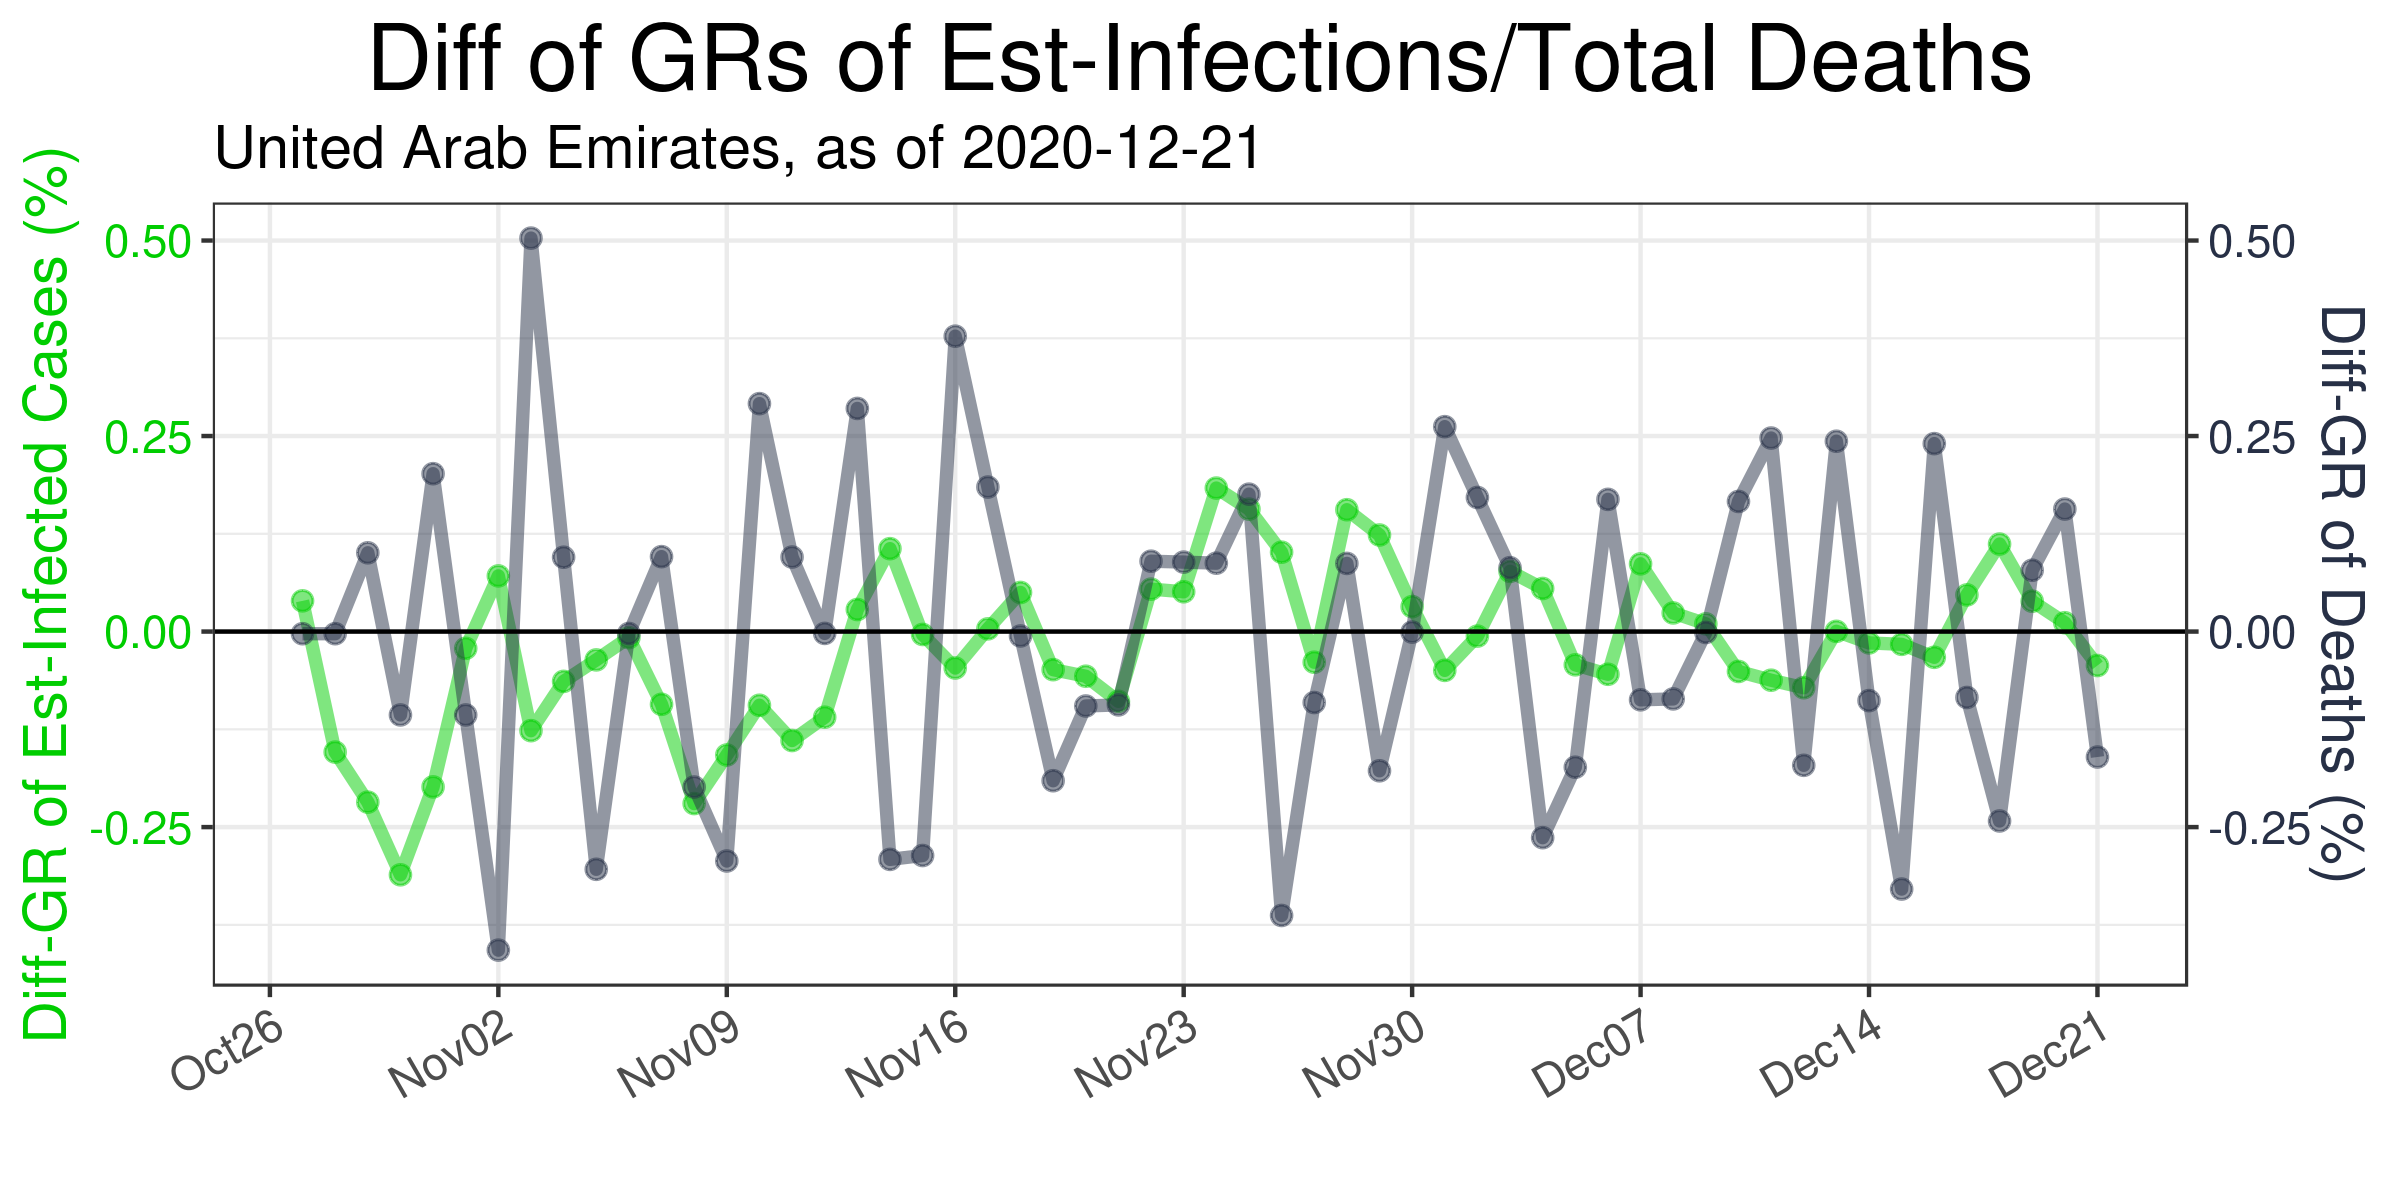 Diff of GRs of Est-Infections/Total Deaths
United Arab Emirates, as of 2020-12-21
Diff-GR of Est-Infected Cases (%)
0.50
0.25
0.00
-0.25
0.50
0.25
0.00
-0.25
Diff-GR of Deaths (%)
Oct26
Nov02
Nov09
Nov16
Nov23
Nov30
Dec07
Dec14
Dec21